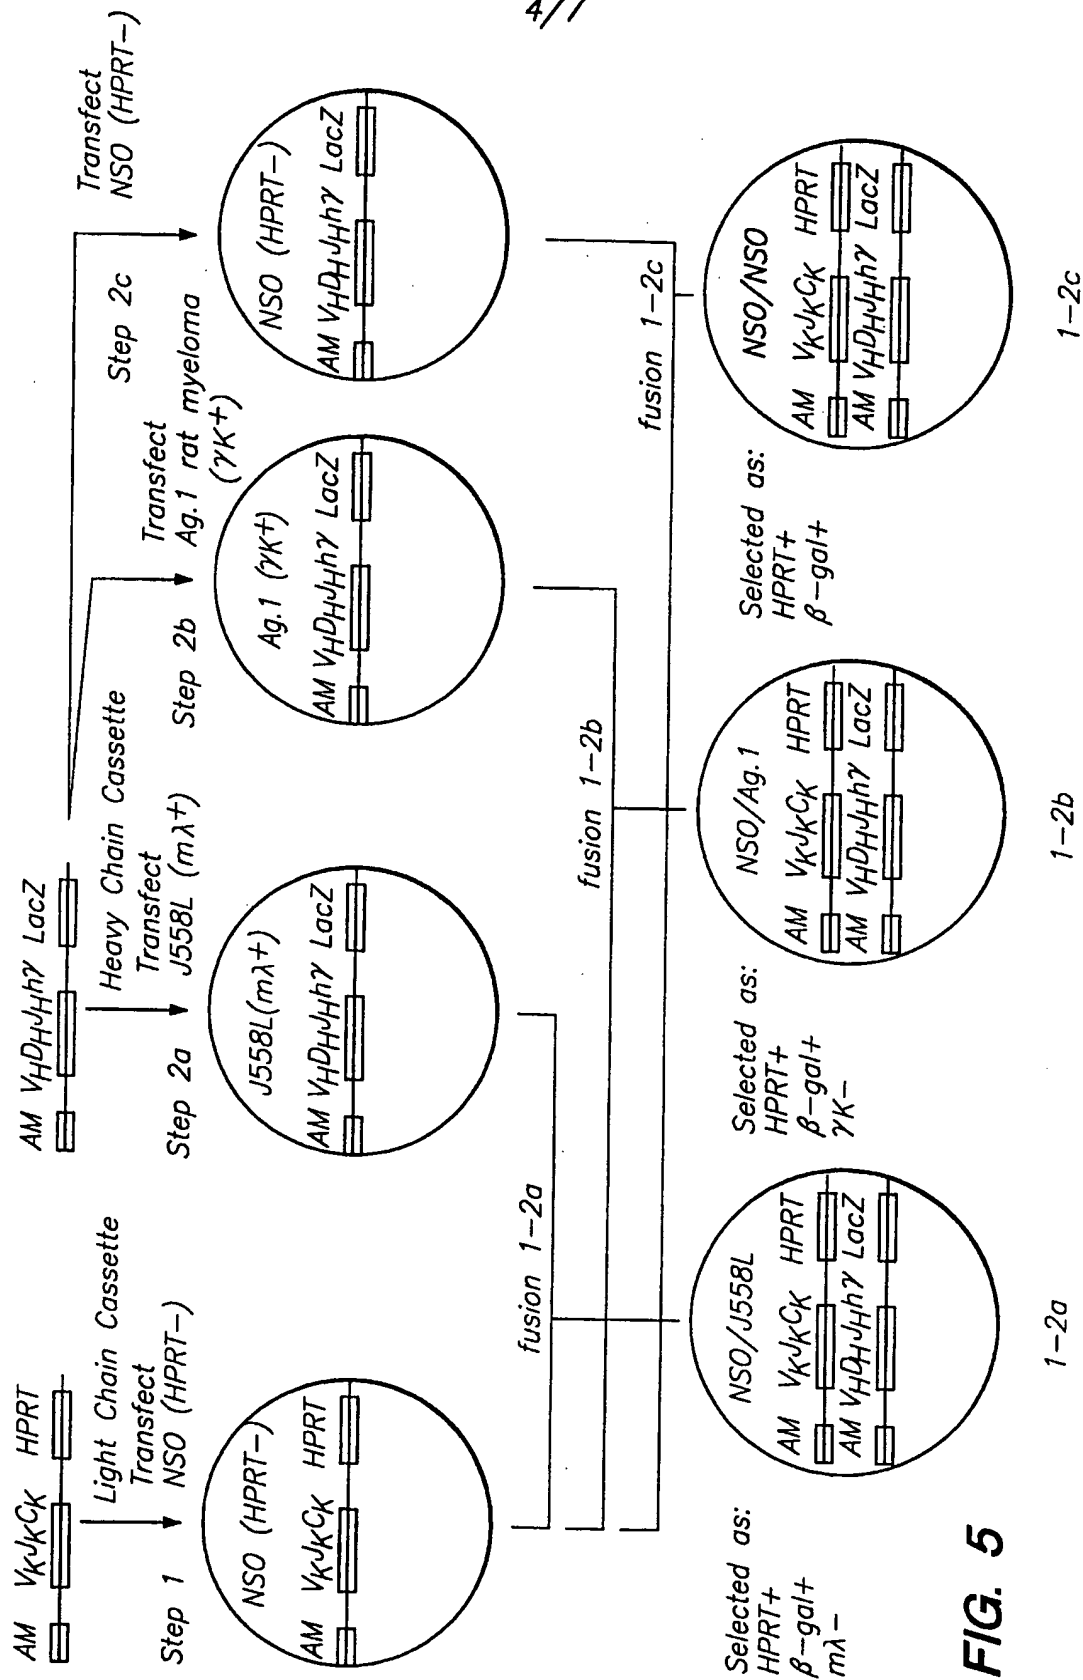 4/7
AM VKJKCK HPRT
Light Chain Cassette
Transfect
NSO (HPRT-)
Step 1
NSO (HPRT-)
AM VKJKCK HPRT
AM VHDHJHhγ LacZ
Heavy Chain Cassette
Transfect
J558L (mλ+)
Step 2a
J558L(mλ+)
AM VHDHJHhγ LacZ
Transfect
Ag.1 rat myeloma
(γK+)
Step 2b
Ag.1 (γK+)
AM VHDHJHhγ LacZ
Transfect
NSO (HPRT-)
Step 2c
NSO (HPRT-)
AM VHDHJHhγ LacZ
fusion 1-2a
fusion 1-2b
fusion 1-2c
Selected as:
HPRT+
β-gal+
mλ-
NSO/J558L
AM VKJKCK HPRT
AM VHDHJHhγ LacZ
1-2a
Selected as:
HPRT+
β-gal+
γK-
NSO/Ag.1
AM VKJKCK HPRT
AM VHDHJHhγ LacZ
1-2b
Selected as:
HPRT+
β-gal+
NSO/NSO
AM VKJKCK HPRT
AM VHDHJHhγ LacZ
1-2c
FIG. 5